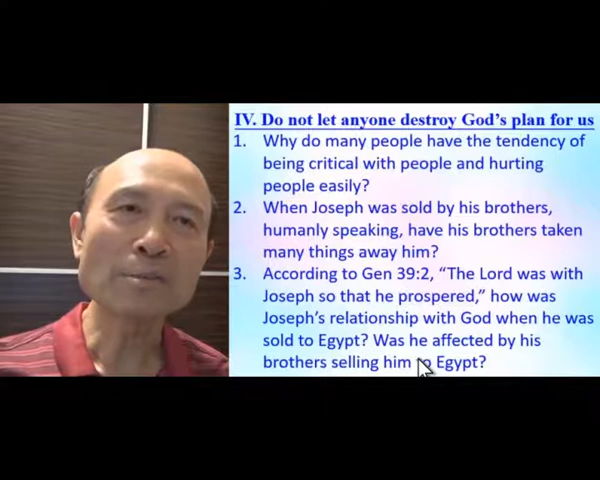 IV. Do not let anyone destroy God's plan for us
1. Why do many people have the tendency of
being critical with people and hurting
people easily?
2. When Joseph was sold by his brothers,
humanly speaking, have his brothers taken
many things away him?
3. According to Gen 39:2, “The Lord was with
Joseph so that he prospered,” how was
Joseph's relationship with God when he was
sold to Egypt? Was he affected by his
brothers selling him to Egypt?